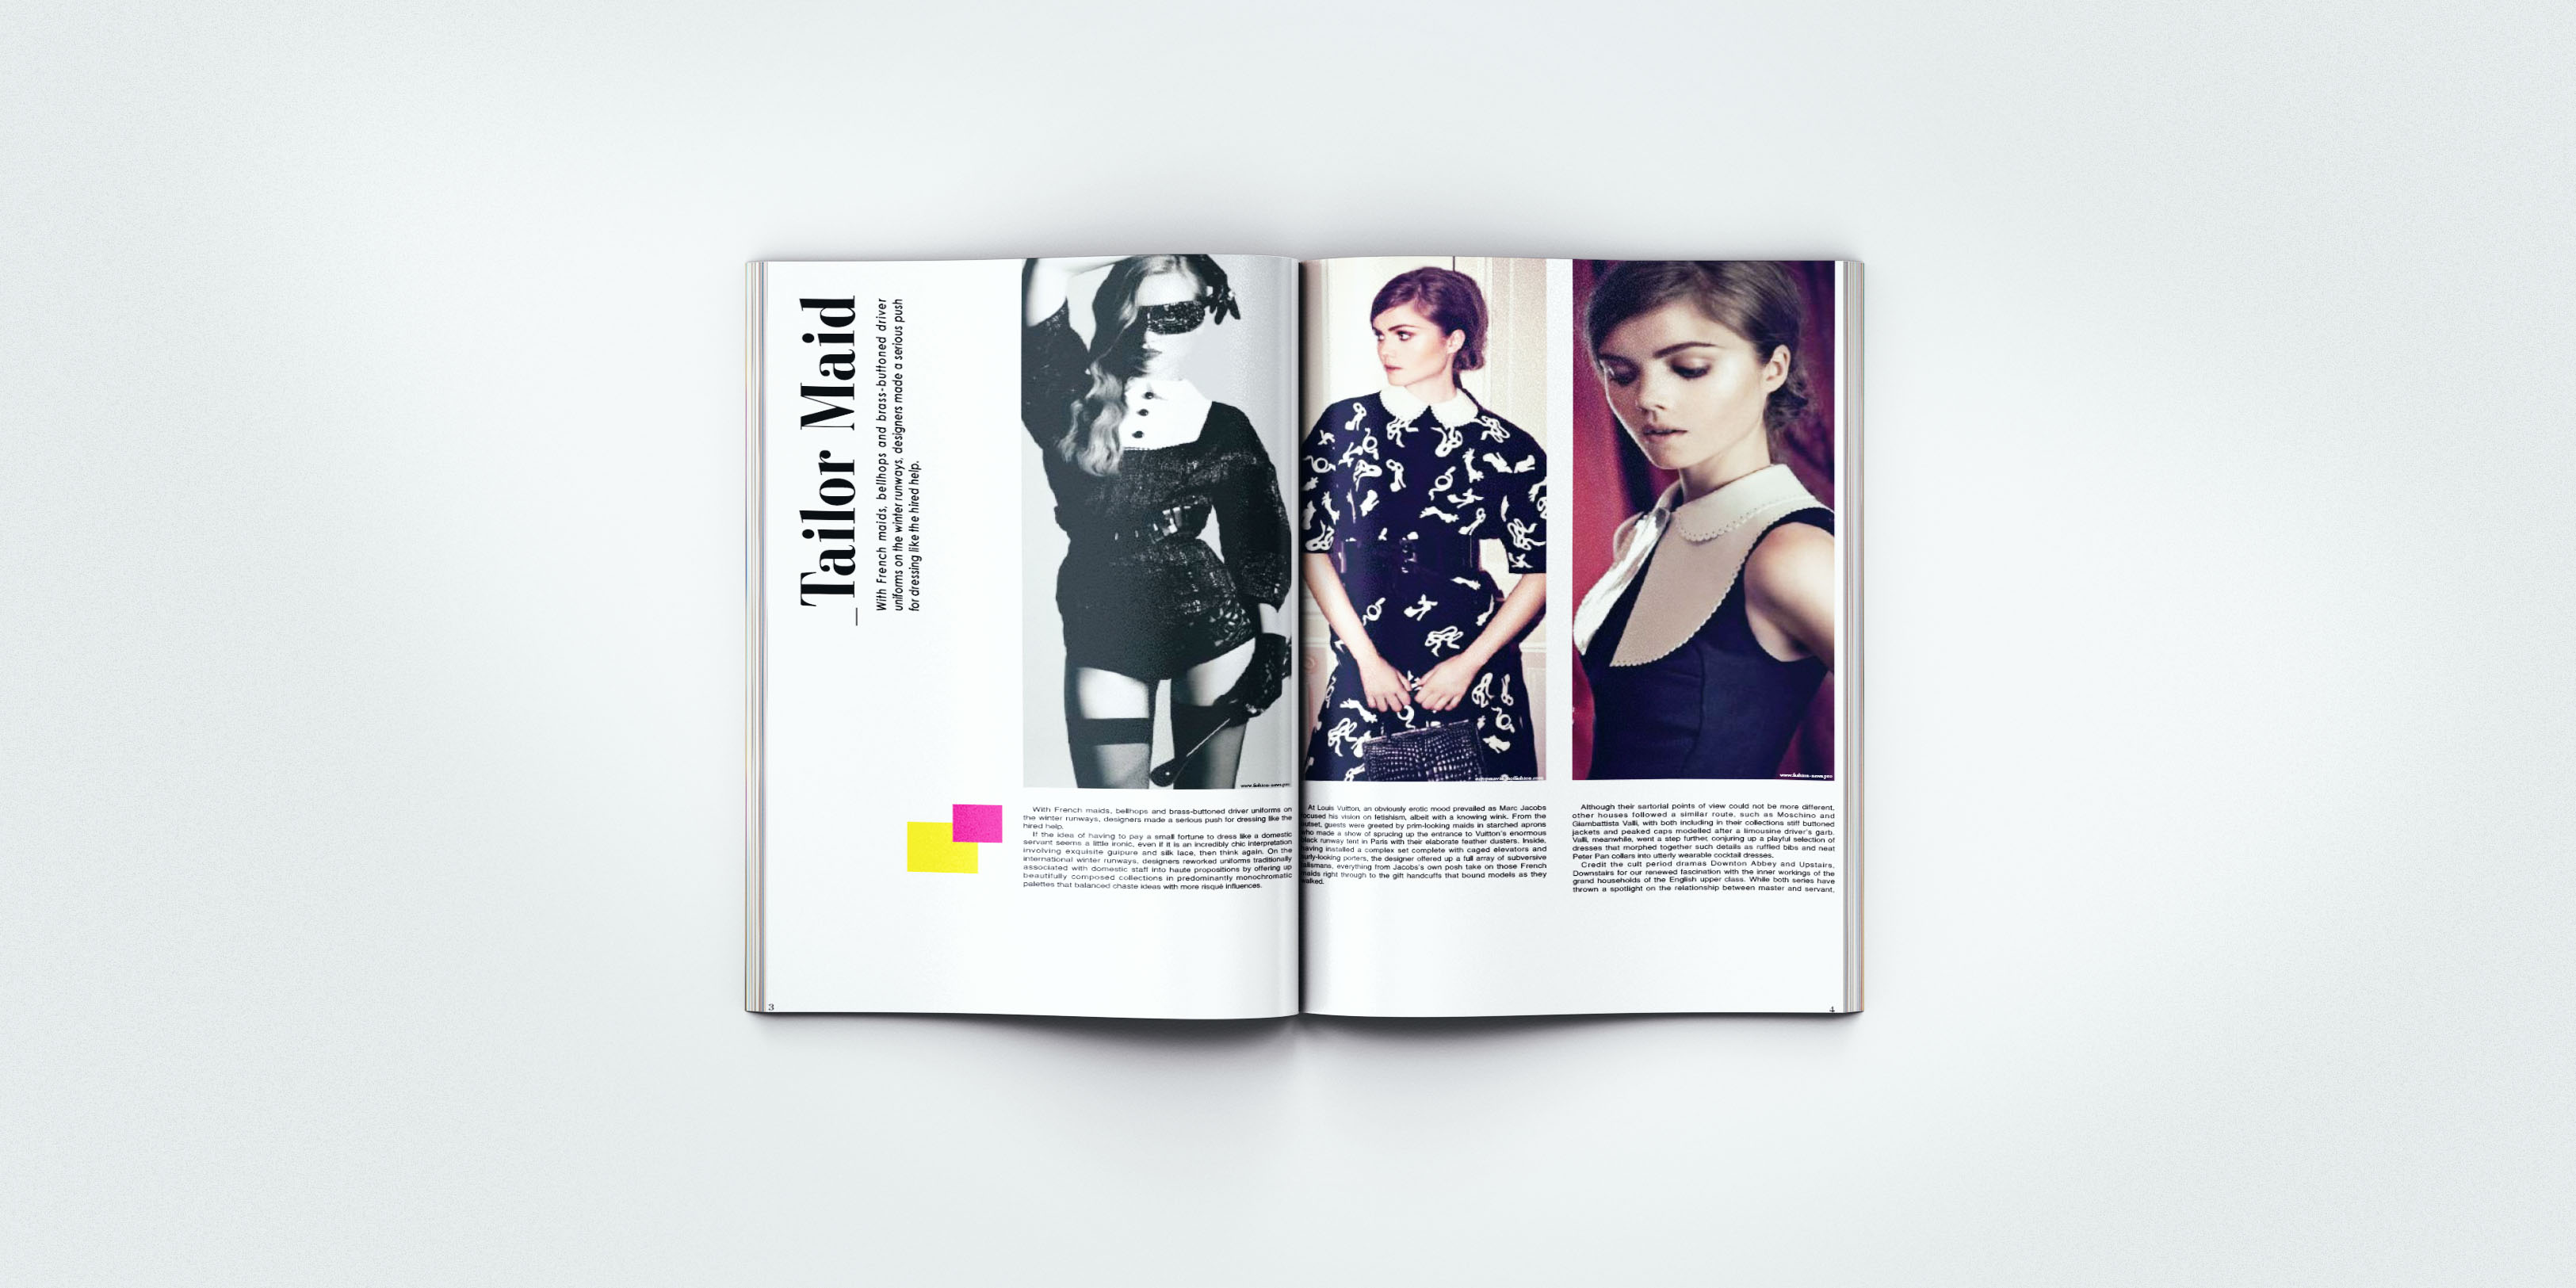 _Tailor Maid
With French maids, bellhops and brass-buttoned driver
uniforms on the winter runways, designers made a serious push
for dressing like the hired help.
www.fashion-news.pro
With French maids, bellhops and brass-buttoned driver uniforms on
the winter runways, designers made a serious push for dressing like the
hired help.
If the idea of having to pay a small fortune to dress like a domestic
servant seems a little ironic, even if it is an incredibly chic interpretation
involving exquisite guipure and silk lace, then think again. On the
international winter runways, designers reworked uniforms traditionally
associated with domestic staff into haute propositions by offering up
beautifully composed collections in predominantly monochromatic
palettes that balanced chaste ideas with more risqué influences.
3
At Louis Vuitton, an obviously erotic mood prevailed as Marc Jacobs
focused his vision on fetishism, albeit with a knowing wink. From the
outset, guests were greeted by prim-looking maids in starched aprons
who made a show of sprucing up the entrance to Vuitton's enormous
black runway tent in Paris with their elaborate feather dusters. Inside,
having installed a complex set complete with caged elevators and
surly-looking porters, the designer offered up a full array of subversive
talismans, everything from Jacobs's own posh take on those French
maids right through to the gift handcuffs that bound models as they
walked.
www.fashion-news.pro
Although their sartorial points of view could not be more different,
other houses followed a similar route, such as Moschino and
Giambattista Valli, with both including in their collections stiff buttoned
jackets and peaked caps modelled after a limousine driver's garb.
Valli, meanwhile, went a step further, conjuring up a playful selection of
dresses that morphed together such details as ruffled bibs and neat
Peter Pan collars into utterly wearable cocktail dresses.
Credit the cult period dramas Downton Abbey and Upstairs,
Downstairs for our renewed fascination with the inner workings of the
grand households of the English upper class. While both series have
thrown a spotlight on the relationship between master and servant,
4